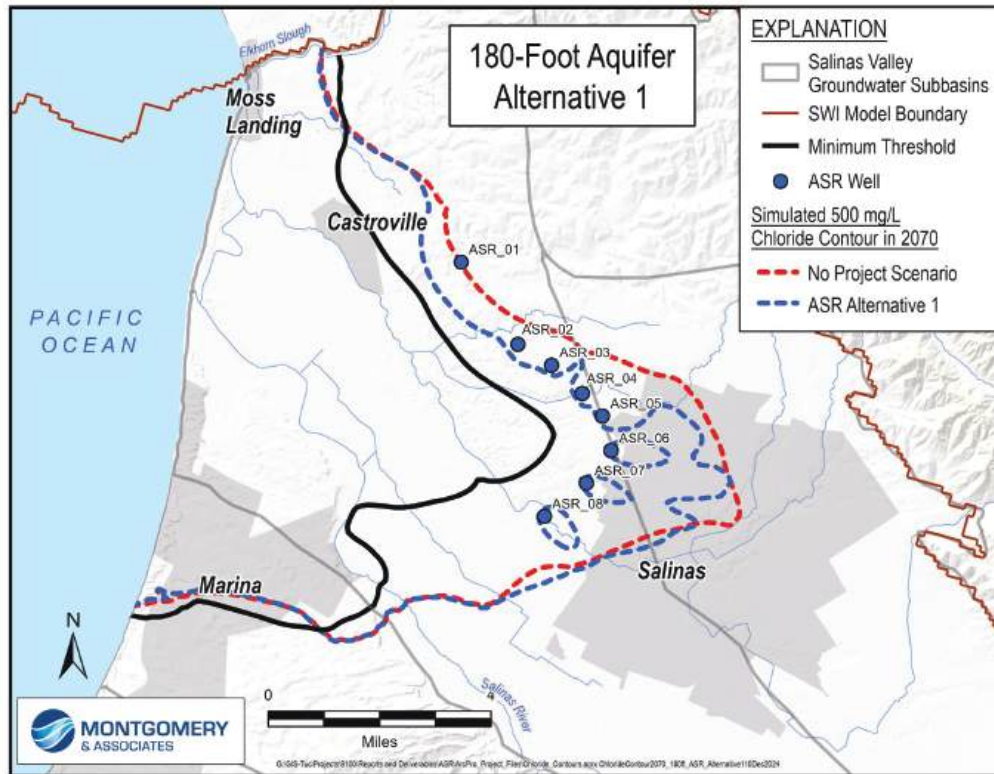 180-Foot Aquifer
Alternative 1
EXPLANATION
Salinas Valley
Groundwater Subbasins
SWI Model Boundary
Minimum Threshold
ASR Well
Simulated 500 mg/L
Chloride Contour in 2070
No Project Scenario
ASR Alternative 1
Elkhorn Slough
Moss
Landing
Castroville
ASR_01
PACIFIC
OCEAN
ASR_02
ASR_03
ASR_04
ASR_05
ASR_06
ASR_07
ASR_08
Marina
Salinas
Salinas
River
N
0
4
Miles
MONTGOMERY
& ASSOCIATES